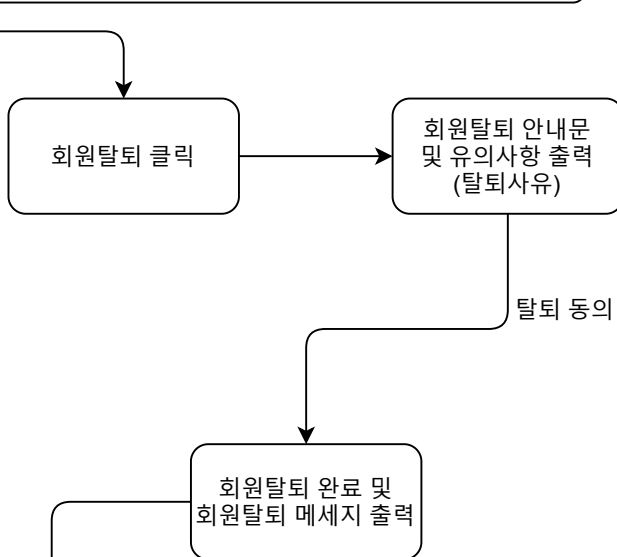 회원탈퇴 클릭
회원탈퇴 안내문
및 유의사항 출력
(탈퇴사유)
탈퇴 동의
회원탈퇴 완료 및
회원탈퇴 메세지 출력